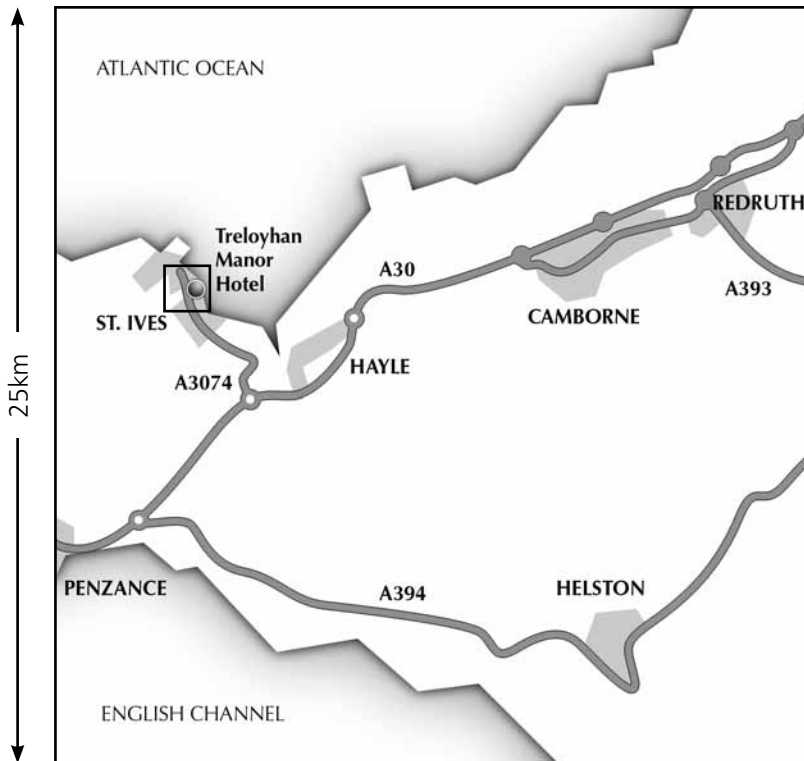 ATLANTIC OCEAN
Treloyhan
Manor
Hotel
REDRUTH
A30
A393
ST. IVES
CAMBORNE
HAYLE
A3074
25km
PENZANCE
A394
HELSTON
ENGLISH CHANNEL